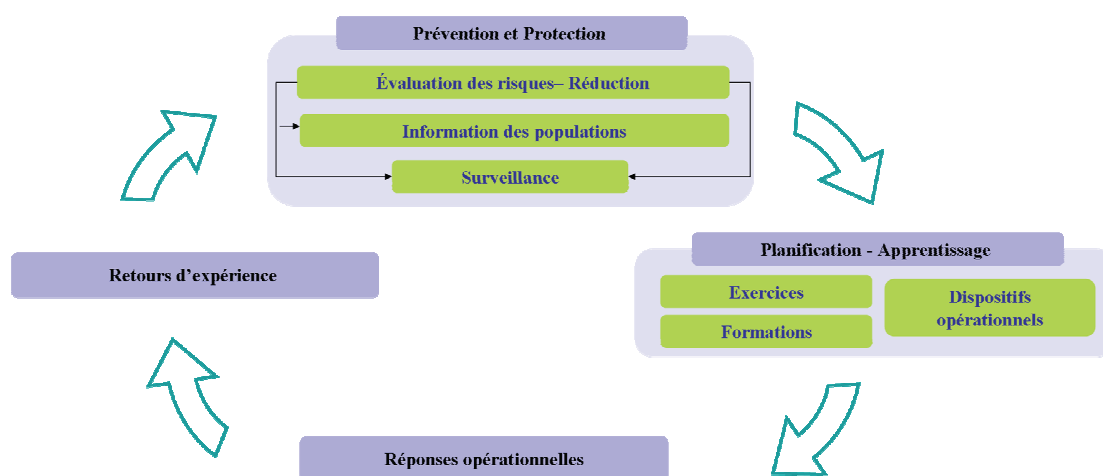 Prévention et Protection
Évaluation des risques– Réduction
Information des populations
Surveillance
Planification - Apprentissage
Exercices
Formations
Dispositifs
opérationnels
Réponses opérationnelles
Retours d’expérience